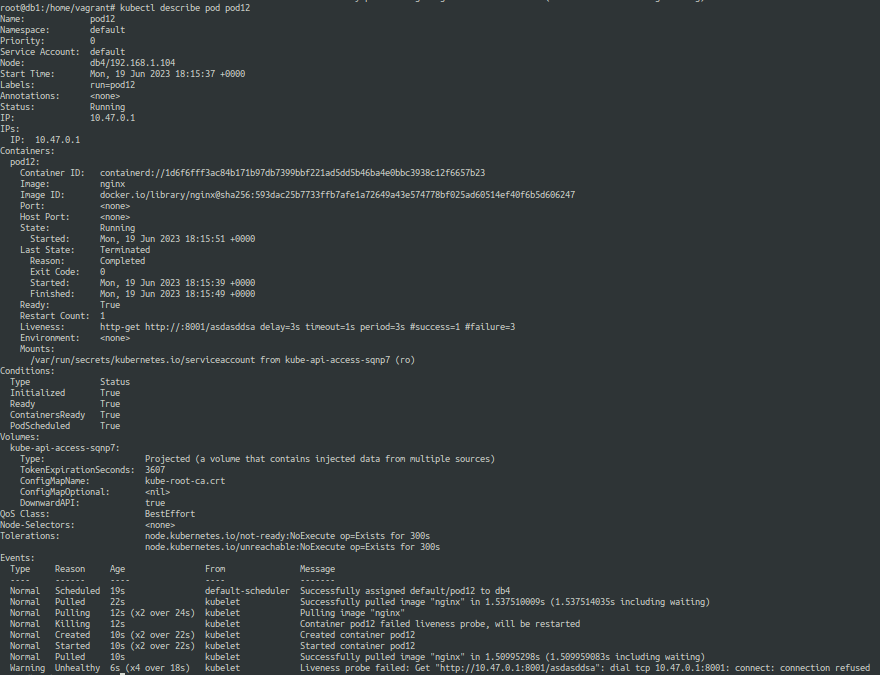 root@db1:/home/vagrant# kubectl describe pod pod12
Name:             pod12
Namespace:        default
Priority:         0
Service Account:  default
Node:             db4/192.168.1.104
Start Time:       Mon, 19 Jun 2023 18:15:37 +0000
Labels:           run=pod12
Annotations:      <none>
Status:           Running
IP:               10.47.0.1
IPs:
  IP:  10.47.0.1
Containers:
  pod12:
    Container ID:   containerd://1d6f6fff3ac84b171b97db7399bbf221ad5dd5b46ba4e0bbc3938c12f6657b23
    Image:          nginx
    Image ID:       docker.io/library/nginx@sha256:593dac25b7733ffb7afe1a72649a43e574778bf025ad60514ef40f6b5d606247
    Port:           <none>
    Host Port:      <none>
    State:          Running
      Started:      Mon, 19 Jun 2023 18:15:51 +0000
    Last State:     Terminated
      Reason:       Completed
      Exit Code:    0
      Started:      Mon, 19 Jun 2023 18:15:39 +0000
      Finished:     Mon, 19 Jun 2023 18:15:49 +0000
    Ready:          True
    Restart Count:  1
    Liveness:       http-get http://:8001/asdasddsa delay=3s timeout=1s period=3s #success=1 #failure=3
    Environment:    <none>
    Mounts:
      /var/run/secrets/kubernetes.io/serviceaccount from kube-api-access-sqnp7 (ro)
Conditions:
  Type              Status
  Initialized       True
  Ready             True
  ContainersReady   True
  PodScheduled      True
Volumes:
  kube-api-access-sqnp7:
    Type:                    Projected (a volume that contains injected data from multiple sources)
    TokenExpirationSeconds:  3607
    ConfigMapName:           kube-root-ca.crt
    ConfigMapOptional:       <nil>
    DownwardAPI:             true
QoS Class:                   BestEffort
Node-Selectors:              <none>
Tolerations:                 node.kubernetes.io/not-ready:NoExecute op=Exists for 300s
                             node.kubernetes.io/unreachable:NoExecute op=Exists for 300s
Events:
  Type     Reason     Age                From               Message
  ----     ------     ----               ----               -------
  Normal   Scheduled  19s                default-scheduler  Successfully assigned default/pod12 to db4
  Normal   Pulled     22s                kubelet            Successfully pulled image "nginx" in 1.537510009s (1.537514035s including waiting)
  Normal   Pulling    12s (x2 over 24s)  kubelet            Pulling image "nginx"
  Normal   Killing    12s                kubelet            Container pod12 failed liveness probe, will be restarted
  Normal   Created    10s (x2 over 22s)  kubelet            Created container pod12
  Normal   Started    10s (x2 over 22s)  kubelet            Started container pod12
  Normal   Pulled     10s                kubelet            Successfully pulled image "nginx" in 1.50995298s (1.509959083s including waiting)
  Warning  Unhealthy  6s (x4 over 18s)   kubelet            Liveness probe failed: Get "http://10.47.0.1:8001/asdasddsa": dial tcp 10.47.0.1:8001: connect: connection refused